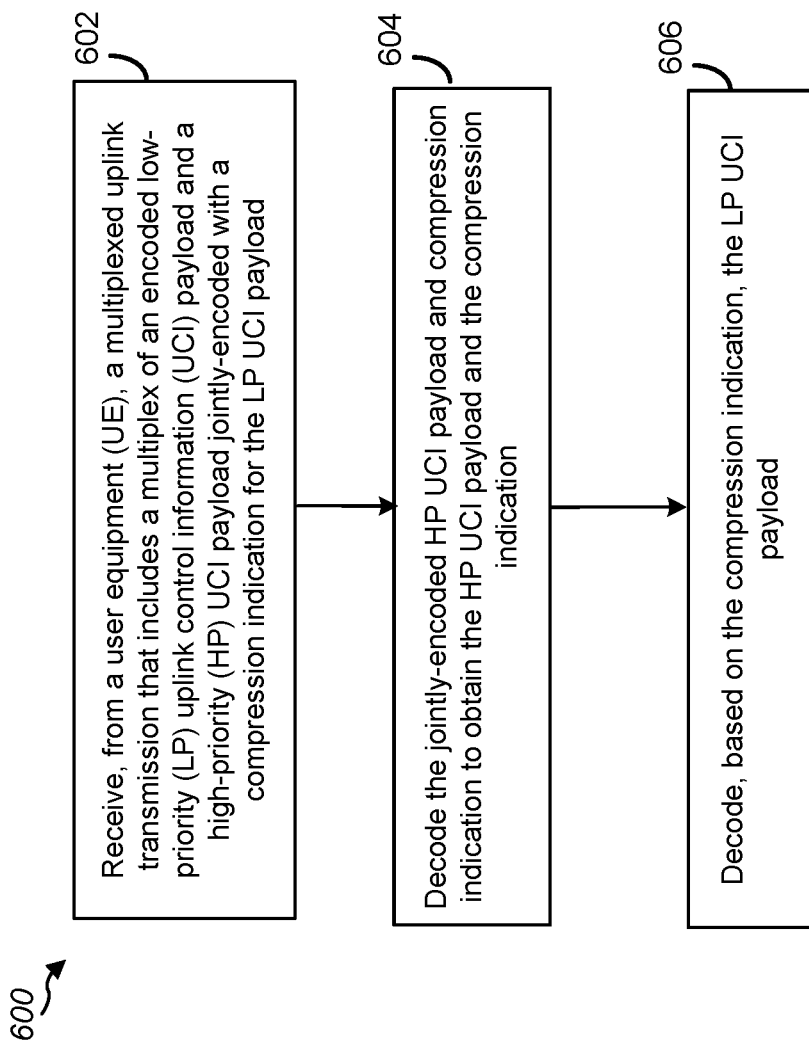 600
602
Receive, from a user equipment (UE), a multiplexed uplink
transmission that includes a multiplex of an encoded low-
priority (LP) uplink control information (UCI) payload and a
high-priority (HP) UCI payload jointly-encoded with a
compression indication for the LP UCI payload
604
Decode the jointly-encoded HP UCI payload and compression
indication to obtain the HP UCI payload and the compression
indication
606
Decode, based on the compression indication, the LP UCI
payload